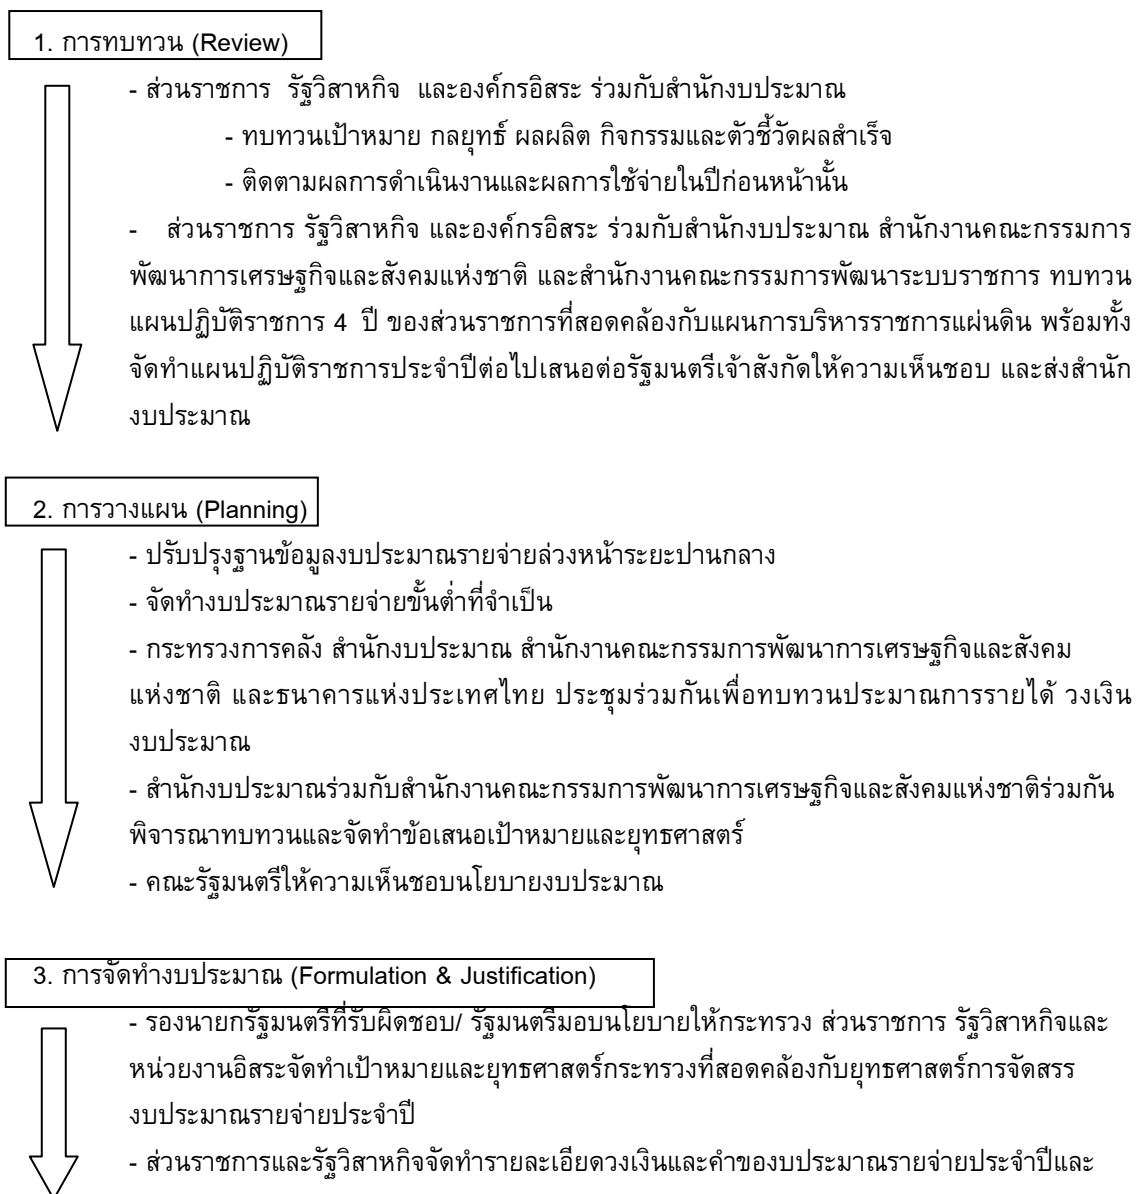 1. การทบทวน (Review)
- ส่วนราชการ รัฐวิสาหกิจ และองค์กรอิสระ ร่วมกับสำนักงบประมาณ
- ทบทวนเป้าหมาย กลยุทธ์ ผลผลิต กิจกรรมและตัวชี้วัดผลสำเร็จ
- ติดตามผลการดำเนินงานและผลการใช้จ่ายในปีก่อนหน้านั้น
- ส่วนราชการ รัฐวิสาหกิจ และองค์กรอิสระ ร่วมกับสำนักงบประมาณ สำนักงานคณะกรรมการ
พัฒนาการเศรษฐกิจและสังคมแห่งชาติ และสำนักงานคณะกรรมการพัฒนาระบบราชการ ทบทวน
แผนปฏิบัติราชการ 4 ปี ของส่วนราชการที่สอดคล้องกับแผนการบริหารราชการแผ่นดิน พร้อมทั้ง
จัดทำแผนปฏิบัติราชการประจำปีต่อไปเสนอต่อรัฐมนตรีเจ้าสังกัดให้ความเห็นชอบ และส่งสำนัก
งบประมาณ
2. การวางแผน (Planning)
- ปรับปรุงฐานข้อมูลงบประมาณรายจ่ายล่วงหน้าระยะปานกลาง
- จัดทำงบประมาณรายจ่ายขั้นต่ำที่จำเป็น
- กระทรวงการคลัง สำนักงบประมาณ สำนักงานคณะกรรมการพัฒนาการเศรษฐกิจและสังคม
แห่งชาติ และธนาคารแห่งประเทศไทย ประชุมร่วมกันเพื่อทบทวนประมาณการรายได้ วงเงิน
งบประมาณ
- สำนักงบประมาณร่วมกับสำนักงานคณะกรรมการพัฒนาการเศรษฐกิจและสังคมแห่งชาติร่วมกัน
พิจารณาทบทวนและจัดทำข้อเสนอเป้าหมายและยุทธศาสตร์
- คณะรัฐมนตรีให้ความเห็นชอบนโยบายงบประมาณ
3. การจัดทำงบประมาณ (Formulation & Justification)
- รองนายกรัฐมนตรีที่รับผิดชอบ/ รัฐมนตรีมอบนโยบายให้กระทรวง ส่วนราชการ รัฐวิสาหกิจและ
หน่วยงานอิสระจัดทำเป้าหมายและยุทธศาสตร์กระทรวงที่สอดคล้องกับยุทธศาสตร์การจัดสรร
งบประมาณรายจ่ายประจำปี
- ส่วนราชการและรัฐวิสาหกิจจัดทำรายละเอียดวงเงินและคำของบประมาณรายจ่ายประจำปีและ